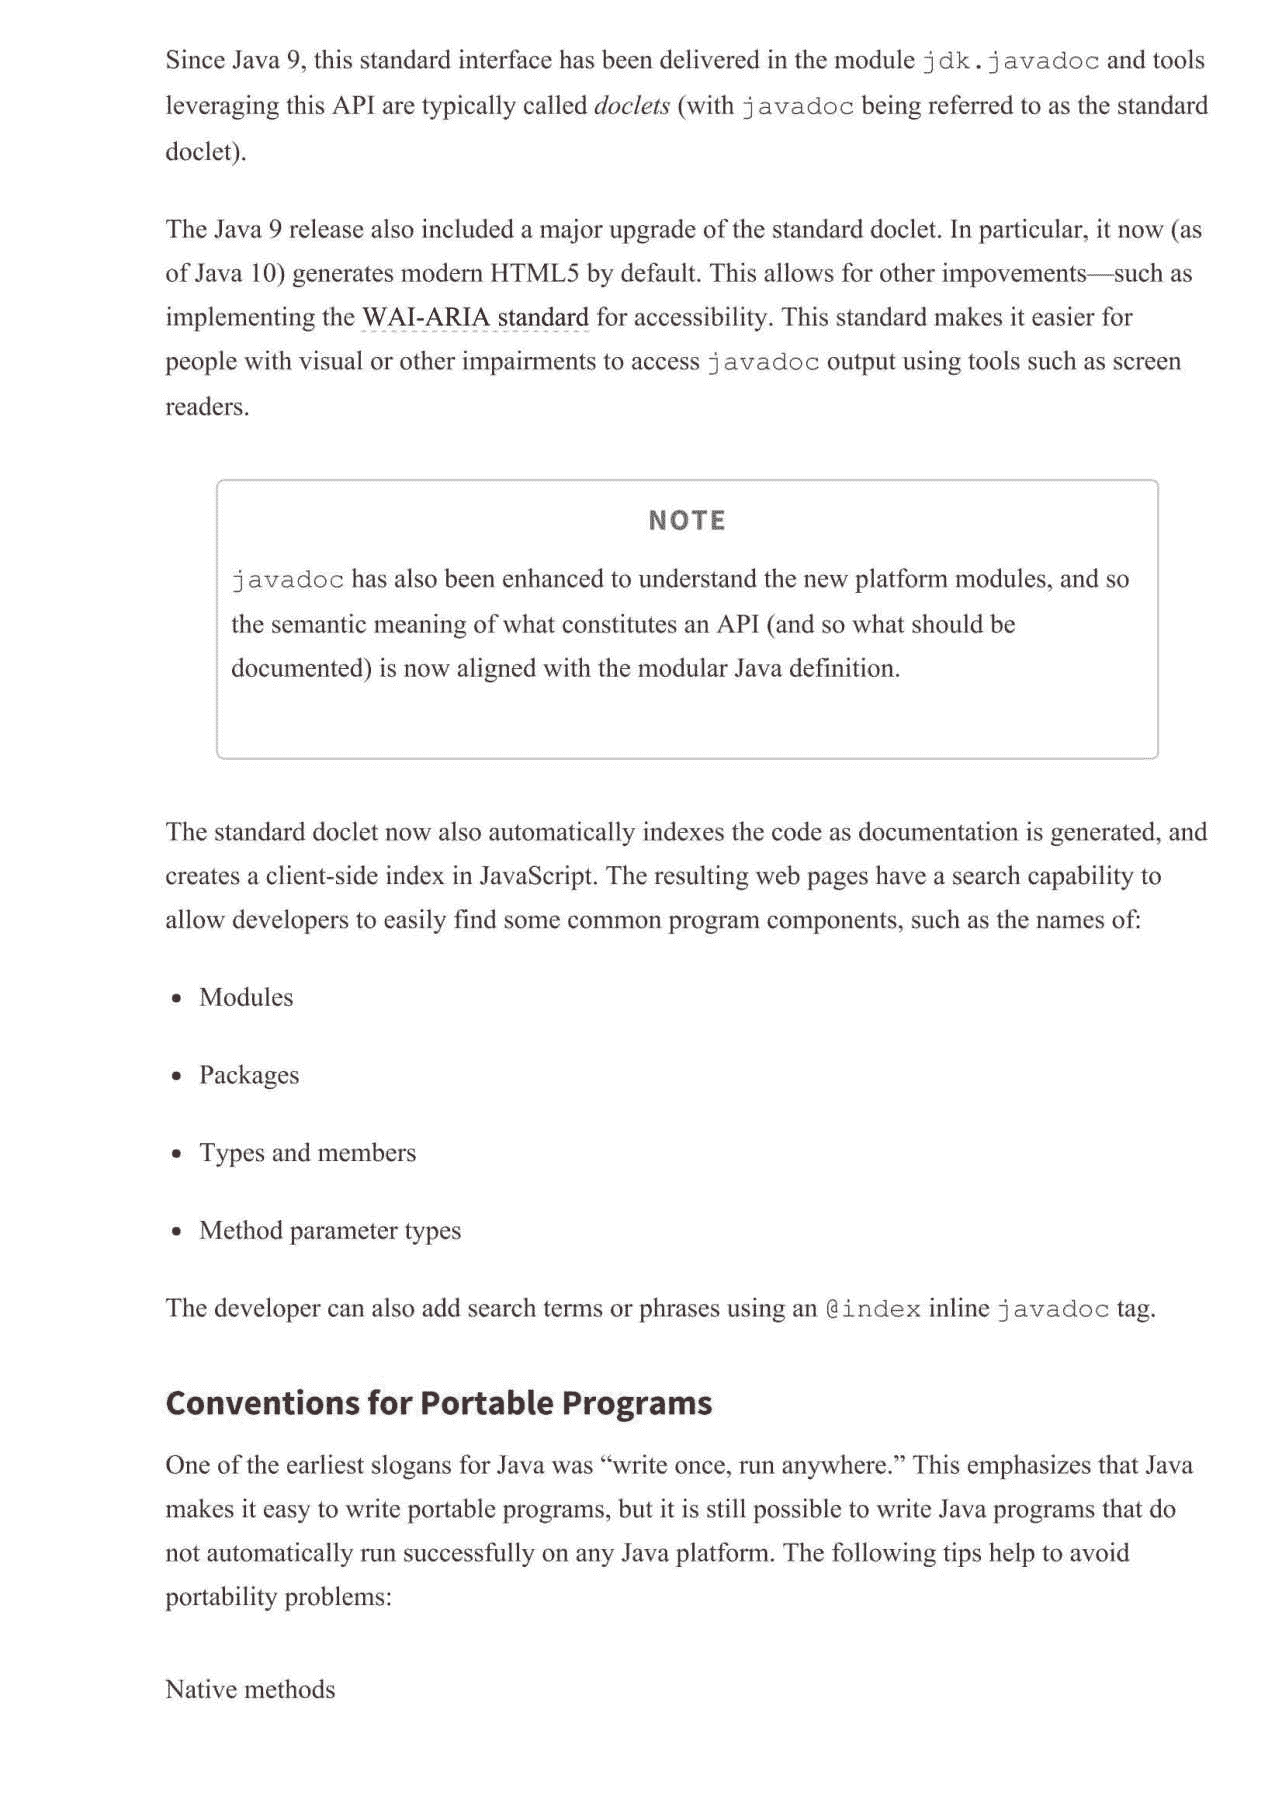 Since Java 9, this standard interface has been delivered in the module jdk.javadoc and tools
leveraging this API are typically called doclets (with javadoc being referred to as the standard
doclet).
The Java 9 release also included a major upgrade of the standard doclet. In particular, it now (as
of Java 10) generates modern HTML5 by default. This allows for other impovements—such as
implementing the WAI-ARIA standard for accessibility. This standard makes it easier for
people with visual or other impairments to access javadoc output using tools such as screen
readers.
NOTE
javadoc has also been enhanced to understand the new platform modules, and so
the semantic meaning of what constitutes an API (and so what should be
documented) is now aligned with the modular Java definition.
The standard doclet now also automatically indexes the code as documentation is generated, and
creates a client-side index in JavaScript. The resulting web pages have a search capability to
allow developers to easily find some common program components, such as the names of:
• Modules
• Packages
• Types and members
• Method parameter types
The developer can also add search terms or phrases using an @index inline javadoc tag.
Conventions for Portable Programs
One of the earliest slogans for Java was “write once, run anywhere.” This emphasizes that Java
makes it easy to write portable programs, but it is still possible to write Java programs that do
not automatically run successfully on any Java platform. The following tips help to avoid
portability problems:
Native methods